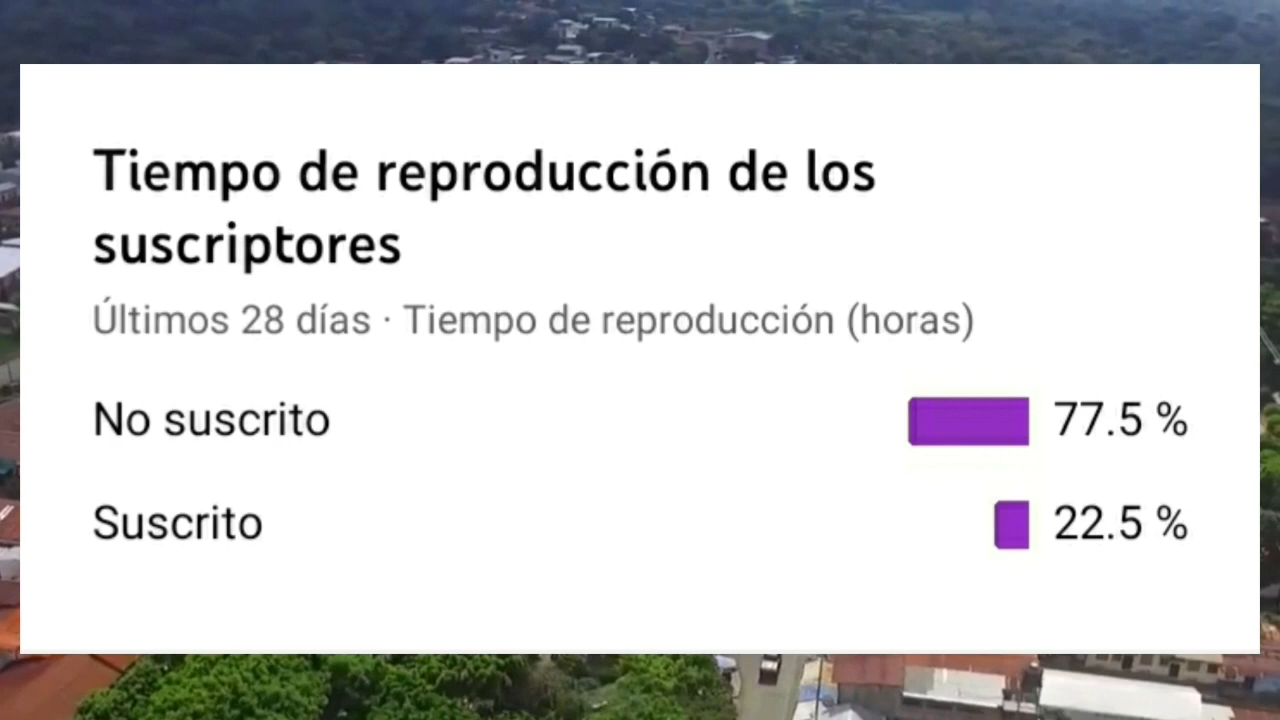 Tiempo de reproducción de los
suscriptores
Últimos 28 días · Tiempo de reproducción (horas)
No suscrito 77.5 %
Suscrito 22.5 %